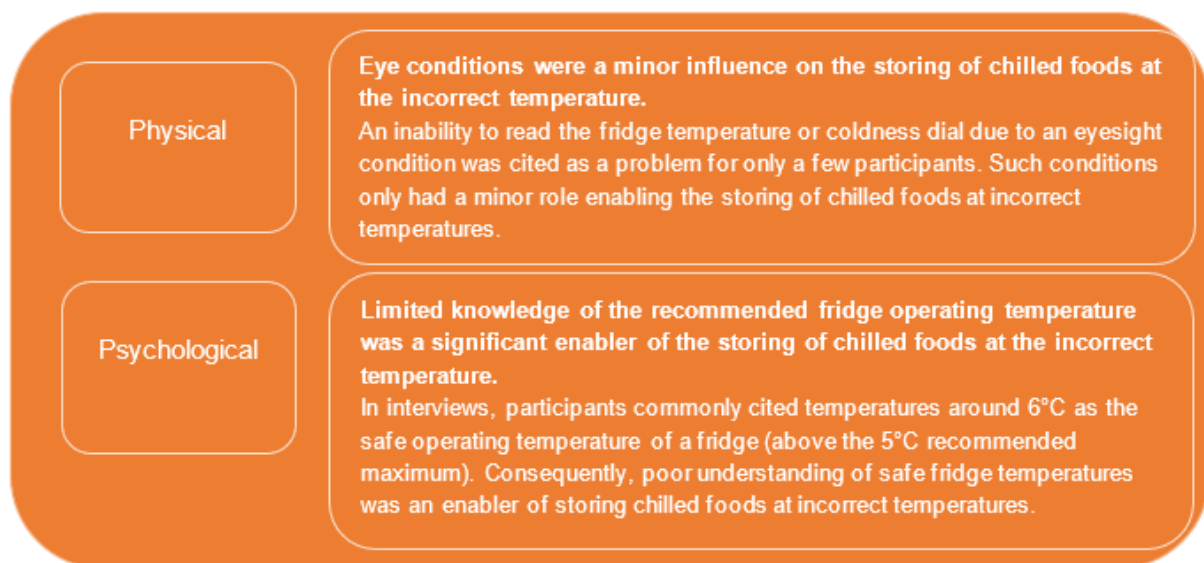 Physical
Eye conditions were a minor influence on the storing of chilled foods at
the incorrect temperature.
An inability to read the fridge temperature or coldness dial due to an eyesight
condition was cited as a problem for only a few participants. Such conditions
only had a minor role enabling the storing of chilled foods at incorrect
temperatures.
Psychological
Limited knowledge of the recommended fridge operating temperature
was a significant enabler of the storing of chilled foods at the incorrect
temperature.
In interviews, participants commonly cited temperatures around 6°C as the
safe operating temperature of a fridge (above the 5°C recommended
maximum). Consequently, poor understanding of safe fridge temperatures
was an enabler of storing chilled foods at incorrect temperatures.